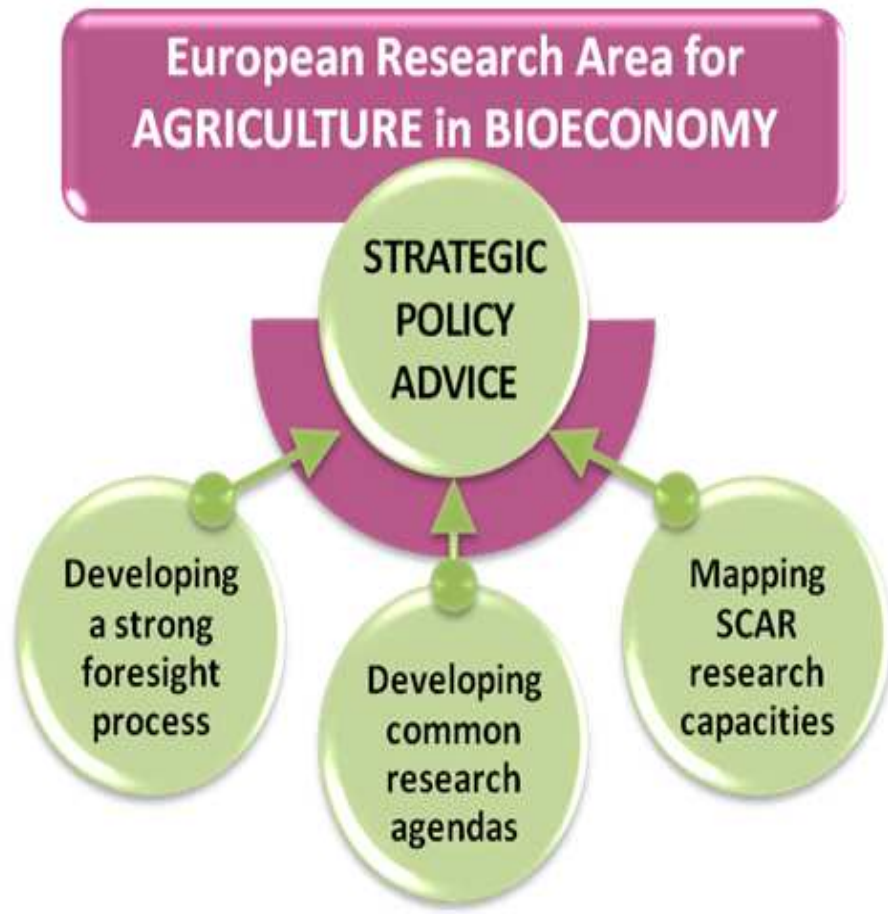 European Research Area for
AGRICULTURE in BIOECONOMY
STRATEGIC
POLICY
ADVICE
Developing
a strong
foresight
process
Developing
common
research
agendas
Mapping
SCAR
research
capacities